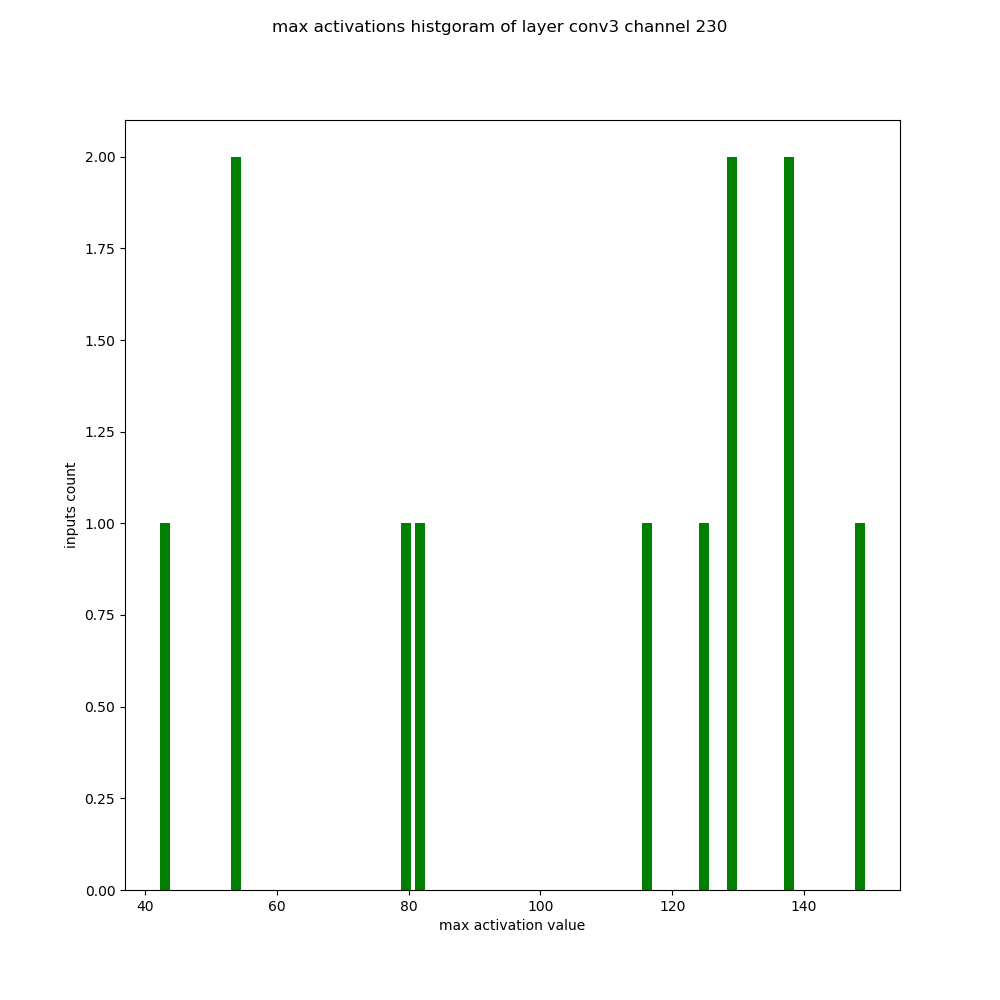 max activations histgoram of layer conv3 channel 230
2.00
1.75
1.50
1.25
1.00
0.75
0.50
0.25
0.00
inputs count
40 60 80 100 120 140
max activation value